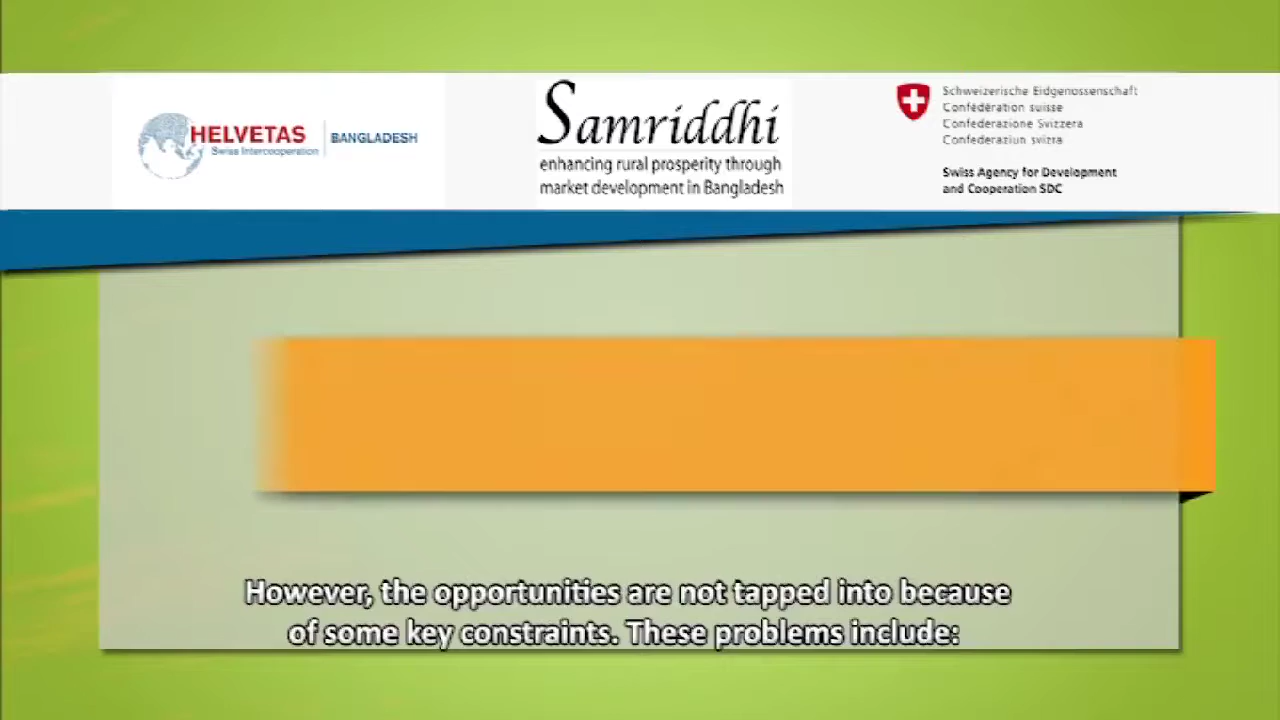 HELVETAS
Swiss Intercooperation
BANGLADESH
Samriddhi
enhancing rural prosperity through
market development in Bangladesh
Schweizerische Eidgenossenschaft
Confédération suisse
Confederazione Svizzera
Confederaziun svizra
Swiss Agency for Development
and Cooperation SDC
However, the opportunities are not tapped into because
of some key constraints. These problems include: